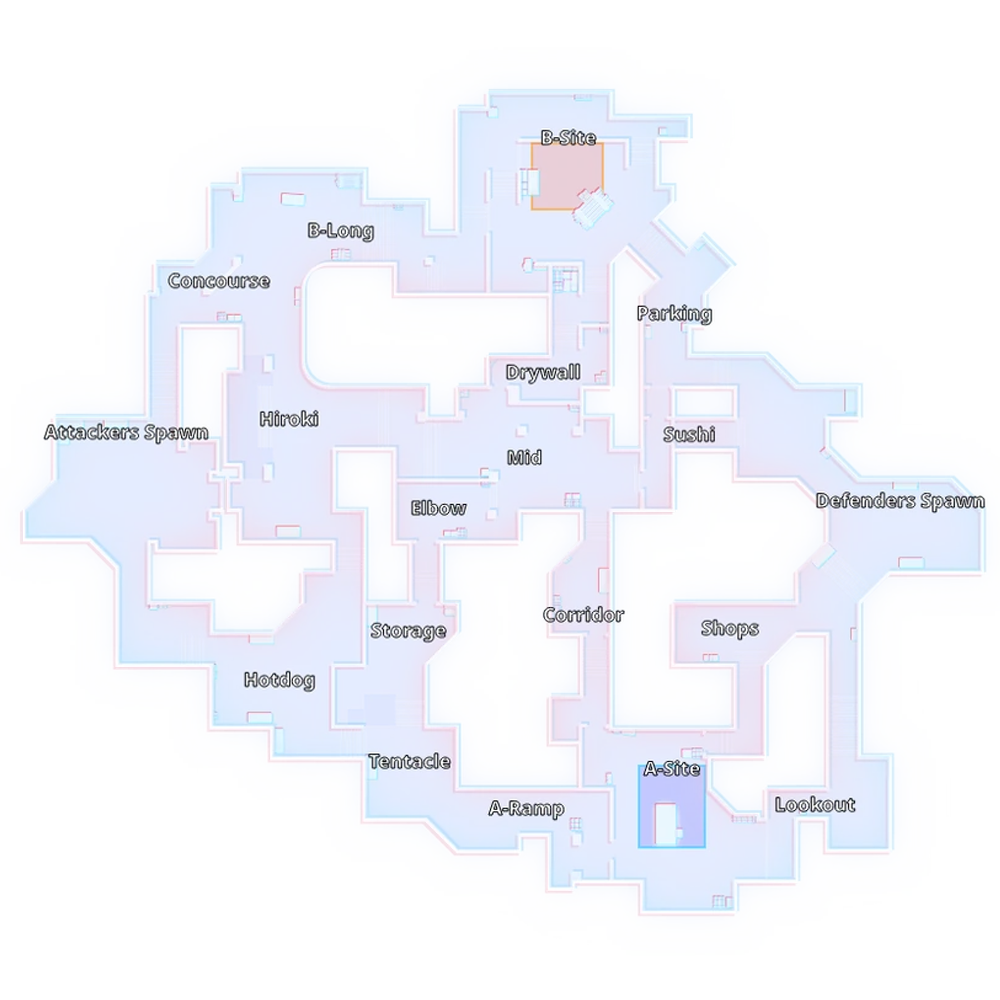 B-Site
B-Long
Concourse
Parking
Drywall
Hiroki
Attackers Spawn
Sushi
Mid
Defenders Spawn
Elbow
Corridor
Storage
Shops
Hotdog
Tentacle
A-Site
A-Ramp
Lookout